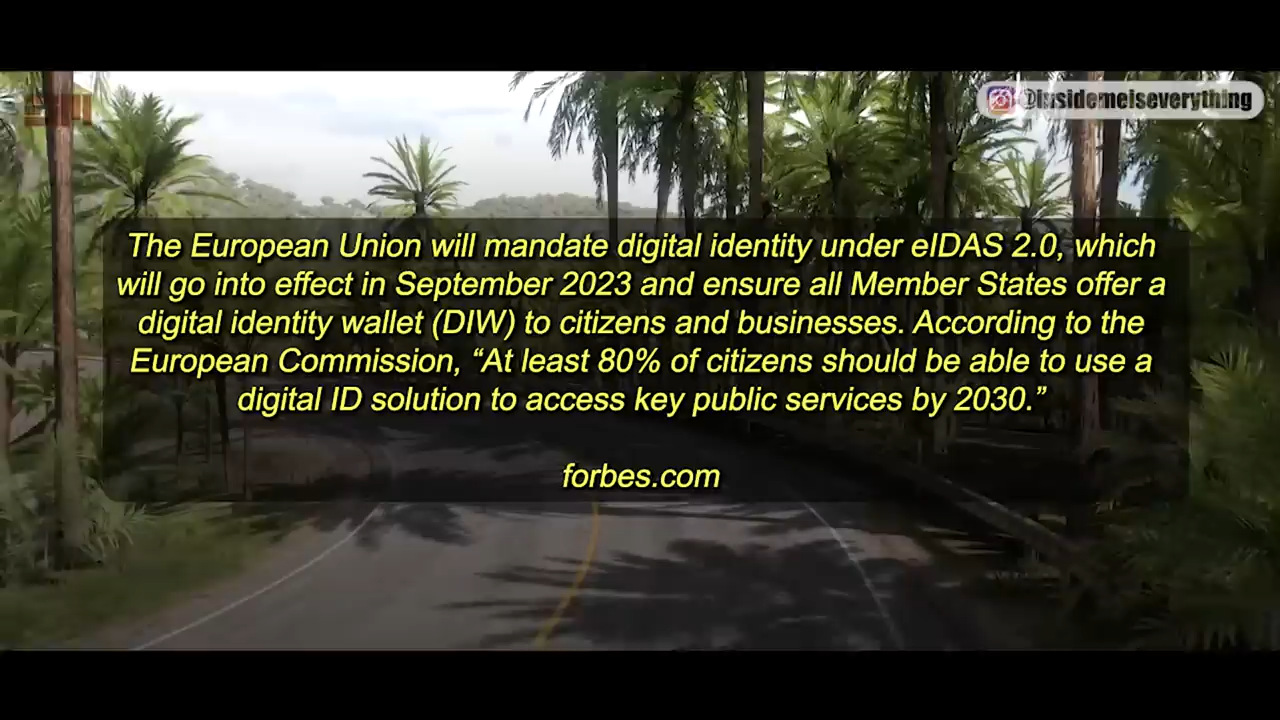 @insidemeiseverything
The European Union will mandate digital identity under eIDAS 2.0, which
will go into effect in September 2023 and ensure all Member States offer a
digital identity wallet (DIW) to citizens and businesses. According to the
European Commission, “At least 80% of citizens should be able to use a
digital ID solution to access key public services by 2030.”
forbes.com